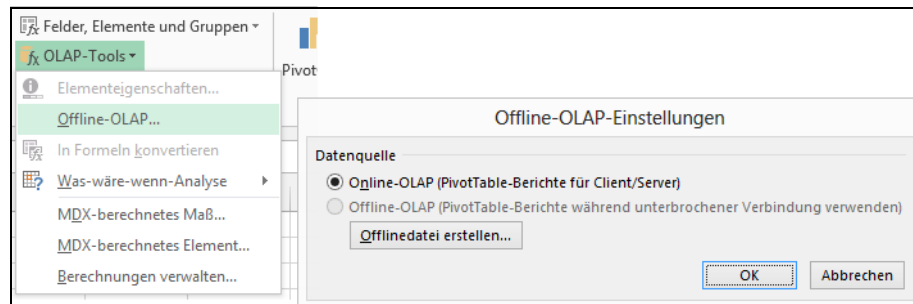 Felder, Elemente und Gruppen
OLAP-Tools
Elementeigenschaften...
Offline-OLAP...
In Formeln konvertieren
Was-wäre-wenn-Analyse
MDX-berechnetes Maß...
MDX-berechnetes Element...
Berechnungen verwalten...
Pivot
Offline-OLAP-Einstellungen
Datenquelle
Online-OLAP (PivotTable-Berichte für Client/Server)
Offline-OLAP (PivotTable-Berichte während unterbrochener Verbindung verwenden)
Offlinedatei erstellen...
OK
Abbrechen